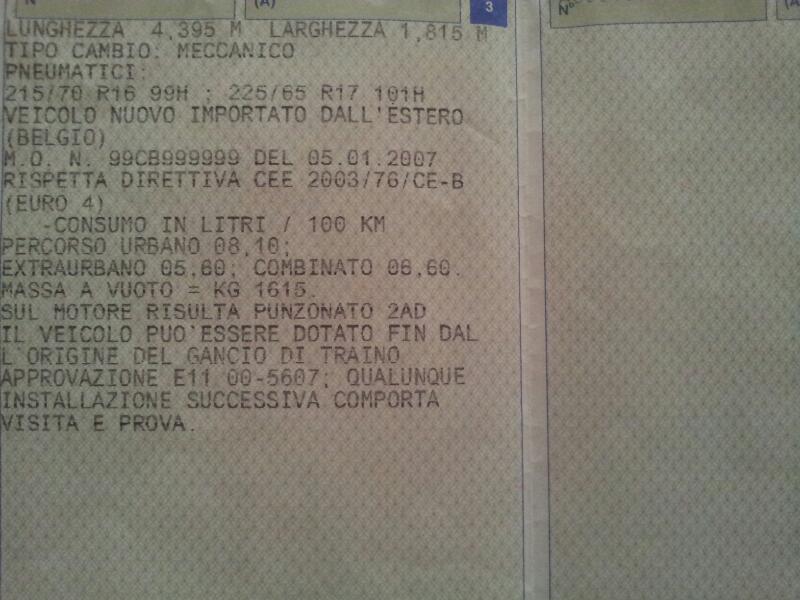 N
(A)
3
N°
(A
LUNGHEZZA 4,395 M LARGHEZZA 1,815 M
TIPO CAMBIO: MECCANICO
PNEUMATICI:
215/70 R16 99H ; 225/65 R17 101H
VEICOLO NUOVO IMPORTATO DALL'ESTERO
(BELGIO)
M.O. N. 99CB999999 DEL 05.01.2007
RISPETTA DIRETTIVA CEE 2003/76/CE-B
(EURO 4)
-CONSUMO IN LITRI / 100 KM
PERCORSO URBANO 08,10;
EXTRAURBANO 05,60; COMBINATO 06,60.
MASSA A VUOTO = KG 1615.
SUL MOTORE RISULTA PUNZONATO 2AD
IL VEICOLO PUO'ESSERE DOTATO FIN DAL
L'ORIGINE DEL GANCIO DI TRAINO
APPROVAZIONE E11 00-5607; QUALUNQUE
INSTALLAZIONE SUCCESSIVA COMPORTA
VISITA E PROVA.